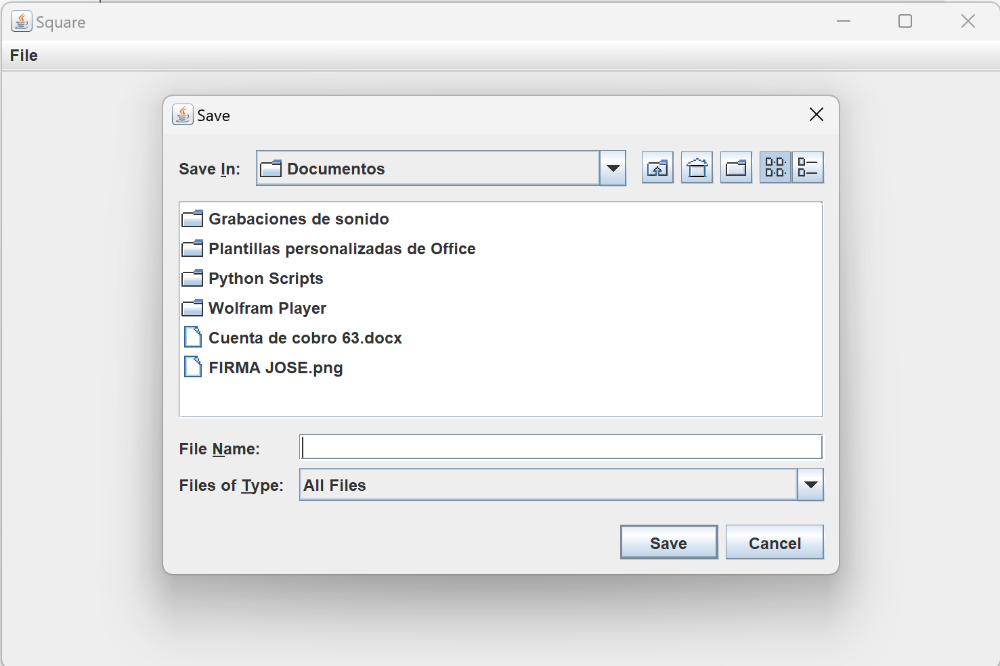 Square
File
Save
Save In: Documentos
Grabaciones de sonido
Plantillas personalizadas de Office
Python Scripts
Wolfram Player
Cuenta de cobro 63.docx
FIRMA JOSE.png
File Name:
Files of Type: All Files
Save Cancel